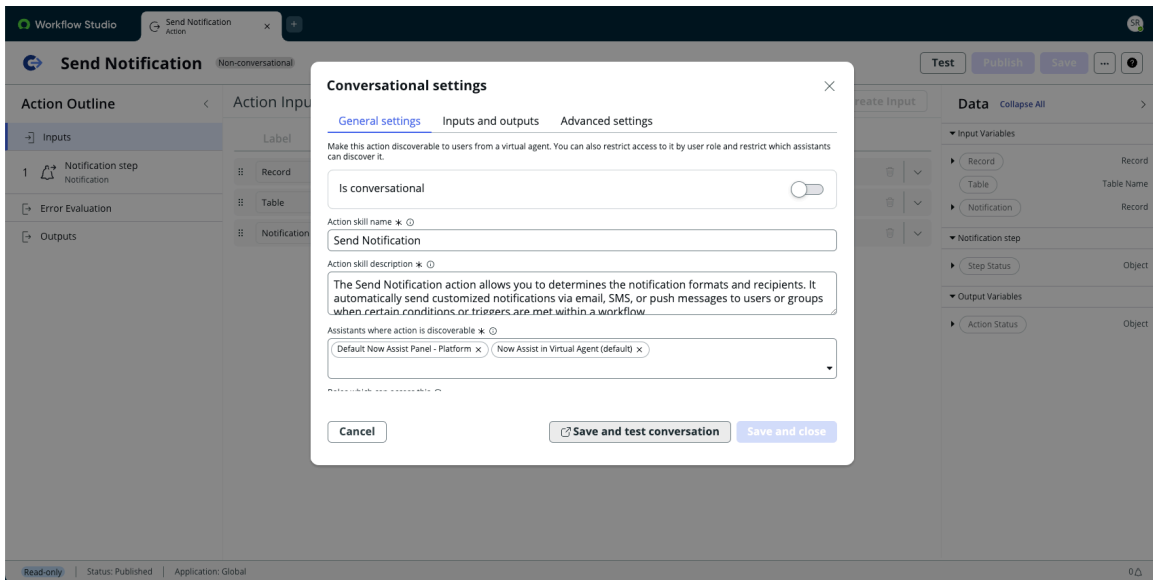 Workflow Studio
Send Notification
Action
SR
Send Notification
Non-conversational
Test
Publish
Save
Action Outline
Inputs
1
Notification step
Notification
Error Evaluation
Outputs
Action Inpu
Label
Record
Table
Notification
reate Input
Conversational settings
General settings
Inputs and outputs
Advanced settings
Make this action discoverable to users from a virtual agent. You can also restrict access to it by user role and restrict which assistants
can discover it.
Is conversational
Action skill name ∗
Send Notification
Action skill description ∗
The Send Notification action allows you to determines the notification formats and recipients. It
automatically send customized notifications via email, SMS, or push messages to users or groups
when certain conditions or triggers are met within a workflow
Assistants where action is discoverable ∗
Default Now Assist Panel - Platform ×
Now Assist in Virtual Agent (default) ×
Cancel
Save and test conversation
Save and close
Data
Collapse All
Input Variables
Record Record
Table Table Name
Notification Record
Notification step
Step Status Object
Output Variables
Action Status Object
Read-only
Status: Published
Application: Global
0